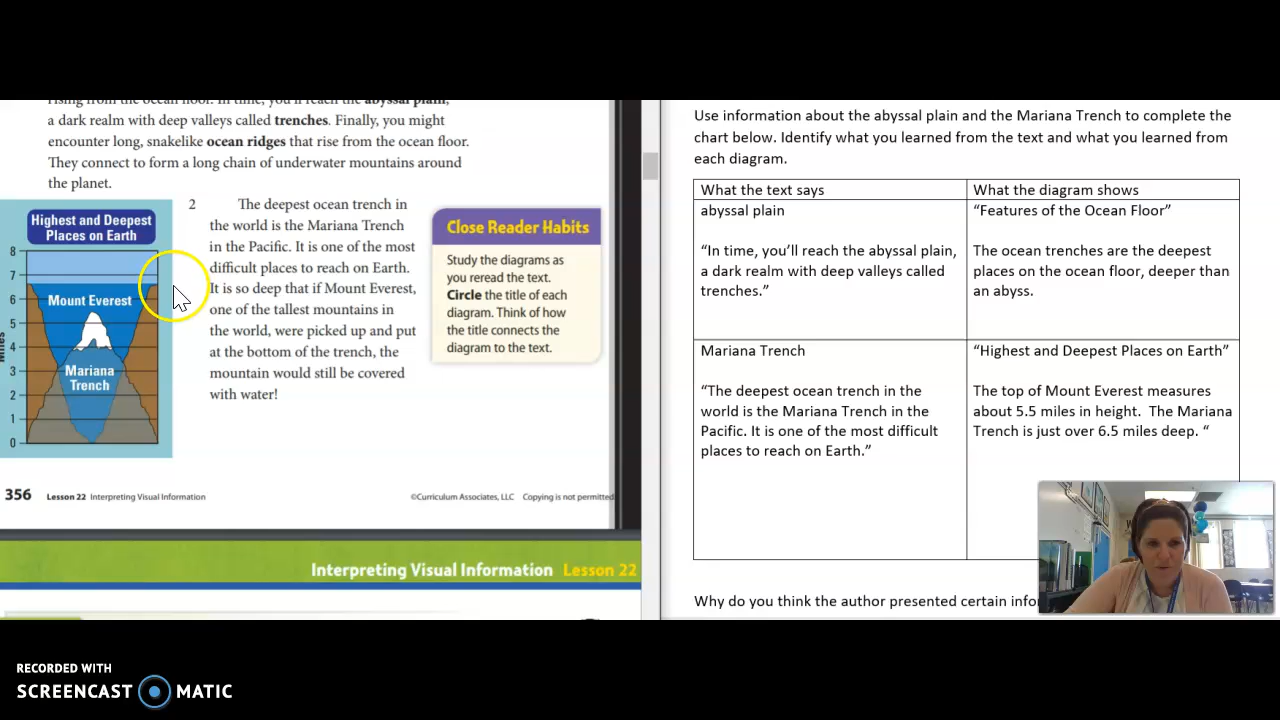 rising from the ocean floor. In time, you'll reach the abyssal plain,
a dark realm with deep valleys called trenches. Finally, you might
encounter long, snakelike ocean ridges that rise from the ocean floor.
They connect to form a long chain of underwater mountains around
the planet.
Highest and Deepest
Places on Earth
8
7
6
5
4
3
2
1
0
Miles
Mount Everest
Mariana
Trench
2 The deepest ocean trench in
the world is the Mariana Trench
in the Pacific. It is one of the most
difficult places to reach on Earth.
It is so deep that if Mount Everest,
one of the tallest mountains in
the world, were picked up and put
at the bottom of the trench, the
mountain would still be covered
with water!
Close Reader Habits
Study the diagrams as
you reread the text.
Circle the title of each
diagram. Think of how
the title connects the
diagram to the text.
356 Lesson 22 Interpreting Visual Information
©Curriculum Associates, LLC Copying is not permitted
Interpreting Visual Information Lesson 22
Use information about the abyssal plain and the Mariana Trench to complete the
chart below. Identify what you learned from the text and what you learned from
each diagram.
What the text says
What the diagram shows
abyssal plain
"In time, you'll reach the abyssal plain,
a dark realm with deep valleys called
trenches."
"Features of the Ocean Floor"
The ocean trenches are the deepest
places on the ocean floor, deeper than
an abyss.
Mariana Trench
"The deepest ocean trench in the
world is the Mariana Trench in the
Pacific. It is one of the most difficult
places to reach on Earth."
"Highest and Deepest Places on Earth"
The top of Mount Everest measures
about 5.5 miles in height. The Mariana
Trench is just over 6.5 miles deep. "
Why do you think the author presented certain
RECORDED WITH
SCREENCAST MATIC